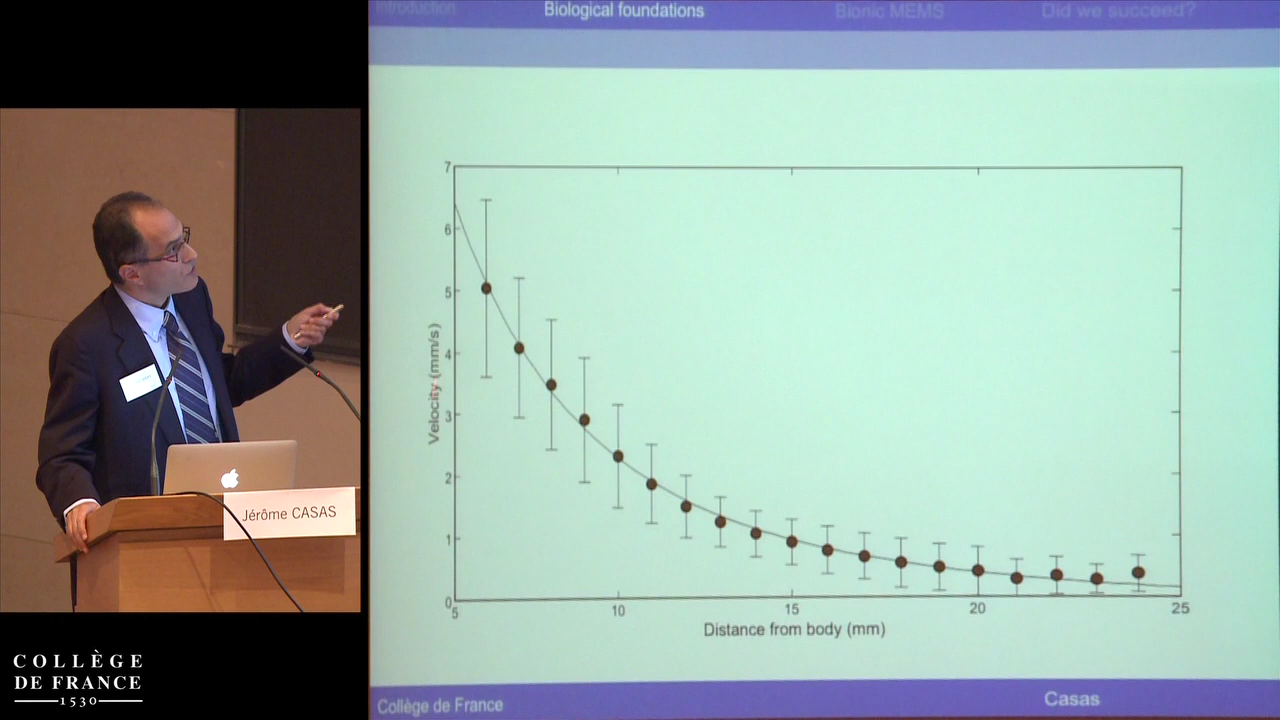 Introduction
Biological foundations
Bionic MEMS
Did we succeed?
7
6
5
4
3
2
1
0
Velocity (mm/s)
5
10
15
20
25
Distance from body (mm)
Collège de France
Casas
Jérôme CASAS
COLLÈGE
DE FRANCE
1530